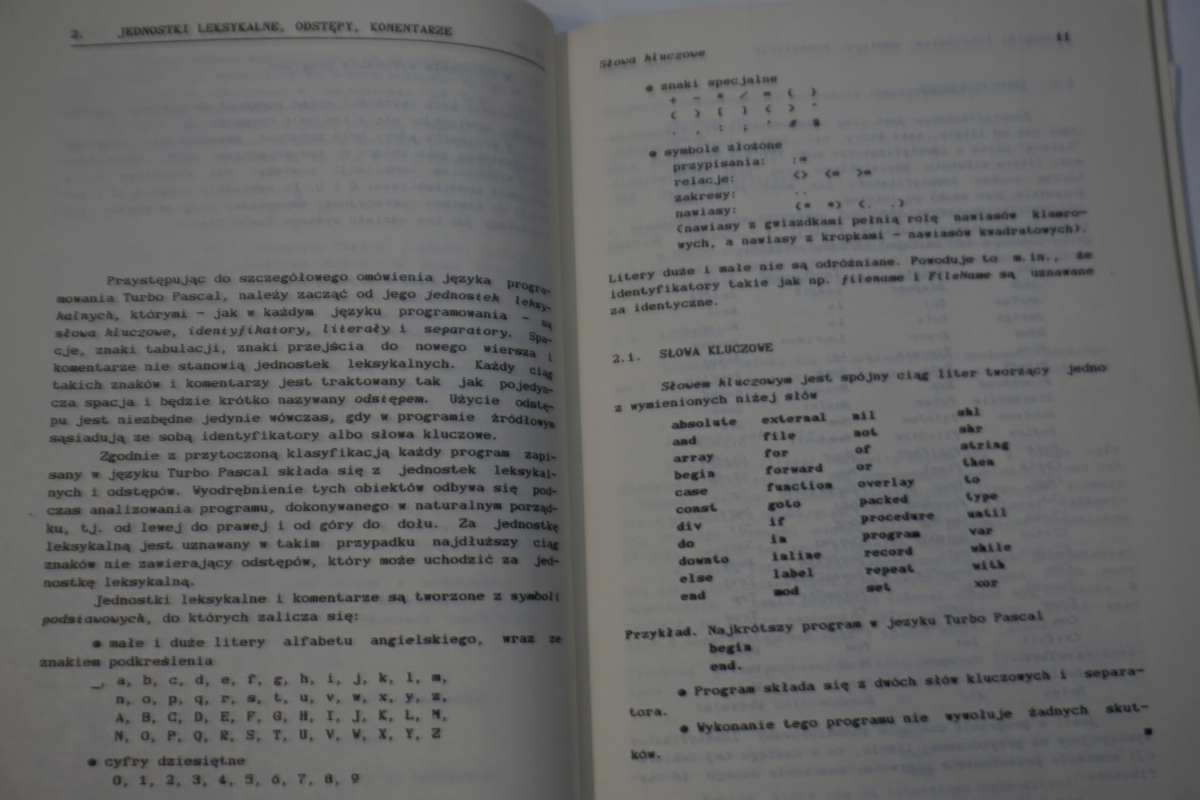 2. JEDNOSTKI LEKSYKALNE, ODSTĘPY, KOMENTARZE
Przystępując do szczegółowego omówienia języka progra-
mowania Turbo Pascal, należy zacząć od jego jednostek leksy-
kalnych, którymi - jak w każdym języku programowania - są
słowa kluczowe, identyfikatory, literały i separatory. Spa-
cje, znaki tabulacji, znaki przejścia do nowego wiersza i
komentarze nie stanowią jednostek leksykalnych. Każdy ciąg
takich znaków i komentarzy jest traktowany tak jak pojedyn-
cza spacja i będzie krótko nazywany odstępem. Użycie odstę-
pu jest niezbędne jedynie wówczas, gdy w programie źródłowym
sąsiadują ze sobą identyfikatory albo słowa kluczowe.
Zgodnie z przytoczoną klasyfikacją każdy program zapi-
sany w języku Turbo Pascal składa się z jednostek leksykal-
nych i odstępów. Wyodrębnienie tych obiektów odbywa się pod-
czas analizowania programu, dokonywanego w naturalnym porząd-
ku, tj. od lewej do prawej i od góry do dołu. Za jednostkę
leksykalną jest uznawany w takim przypadku najdłuższy ciąg
znaków nie zawierający odstępów, który może uchodzić za jed-
nostkę leksykalną.
Jednostki leksykalne i komentarze są tworzone z symboli
podstawowych, do których zalicza się:
● małe i duże litery alfabetu angielskiego, wraz ze
znakiem podkreślenia
_, a, b, c, d, e, f, g, h, i, j, k, l, m,
n, o, p, q, r, s, t, u, v, w, x, y, z,
A, B, C, D, E, F, G, H, I, J, K, L, M,
N, O, P, Q, R, S, T, U, V, W, X, Y, Z
● cyfry dziesiętne
0, 1, 2, 3, 4, 5, 6, 7, 8, 9
Słowa kluczowe 11
● znaki specjalne
+ - * / = { }
( ) [ ] < > ^
. , : ; ' # $
● symbole złożone
przypisania: :=
relacje: <> <= >=
zakresy: ..
nawiasy: (* *) (. .)
(nawiasy z gwiazdkami pełnią rolę nawiasów klamro-
wych, a nawiasy z kropkami - nawiasów kwadratowych).
Litery duże i małe nie są odróżniane. Powoduje to m.in., że
identyfikatory takie jak np. filename i FileName są uznawane
za identyczne.
2.1. SŁOWA KLUCZOWE
Słowem kluczowym jest spójny ciąg liter tworzący jedno
z wymienionych niżej słów
absolute external nil shl
and file not shr
array for of string
begin forward or then
case function overlay to
const goto packed type
div if procedure until
do in program var
downto inline record while
else label repeat with
end mod set xor
Przykład. Najkrótszy program w jezyku Turbo Pascal
begin
end.
● Program składa się z dwóch słów kluczowych i separa-
tora.
● Wykonanie tego programu nie wywołuje żadnych skut-
ków. ■